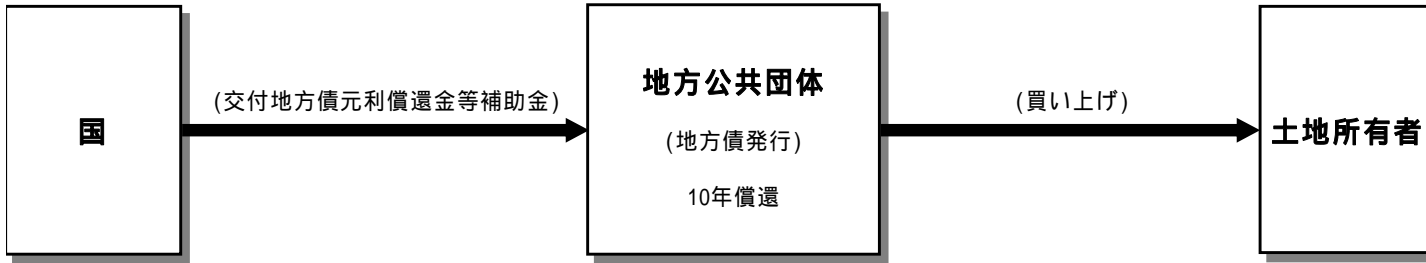 国
(交付地方債元利償還金等補助金)
地方公共団体
(地方債発行)
10年償還
(買い上げ)
土地所有者